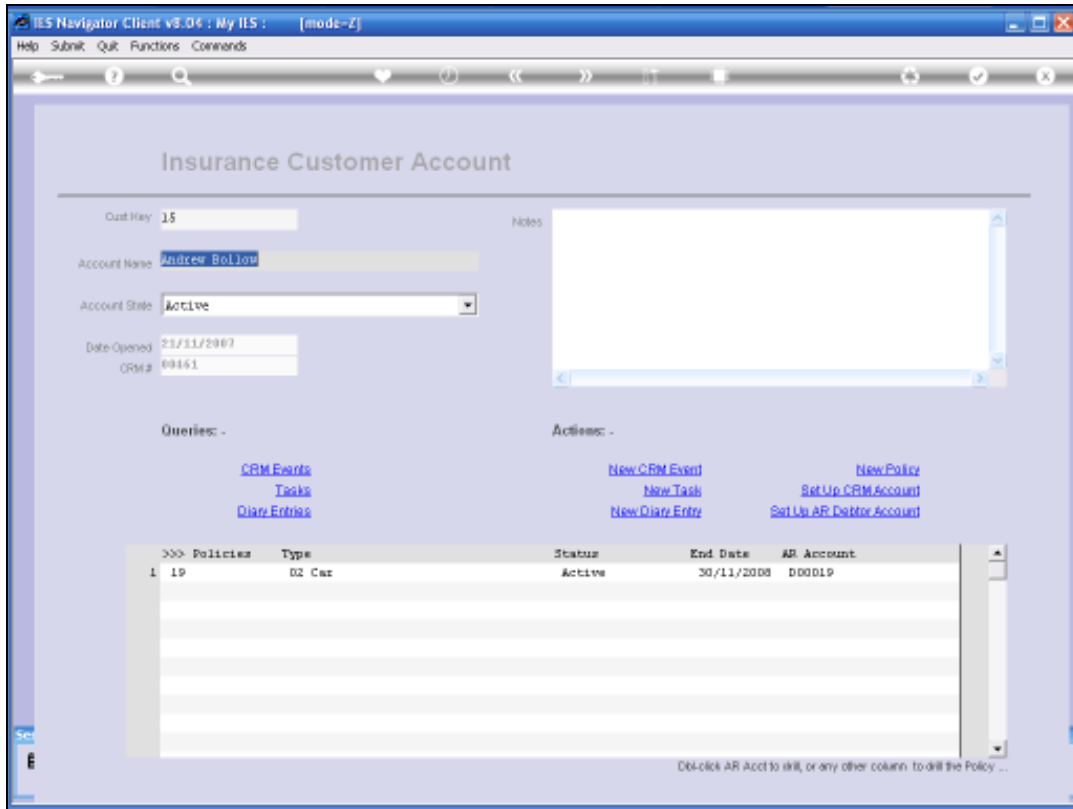 IES Navigator Client v8.04 : My IES : [mode=Z]
Help Submit Quit Functions Commands
Insurance Customer Account
Cust Key 15
Notes
Account Name Andrew Bollow
Account State Active
Date Opened 21/11/2007
CRM #
Queries: -
Actions: -
CRM Events New CRM Event New Policy
Tasks New Task Set Up CRM Account
Diary Entries New Diary Entry Set Up AR Debtor Account
>>> Policies Type Status End Date AR Account
1 19 02 Car Active 30/11/2008 D00019
Dbl-click AR Acct to drill, or any other column to drill the Policy ...